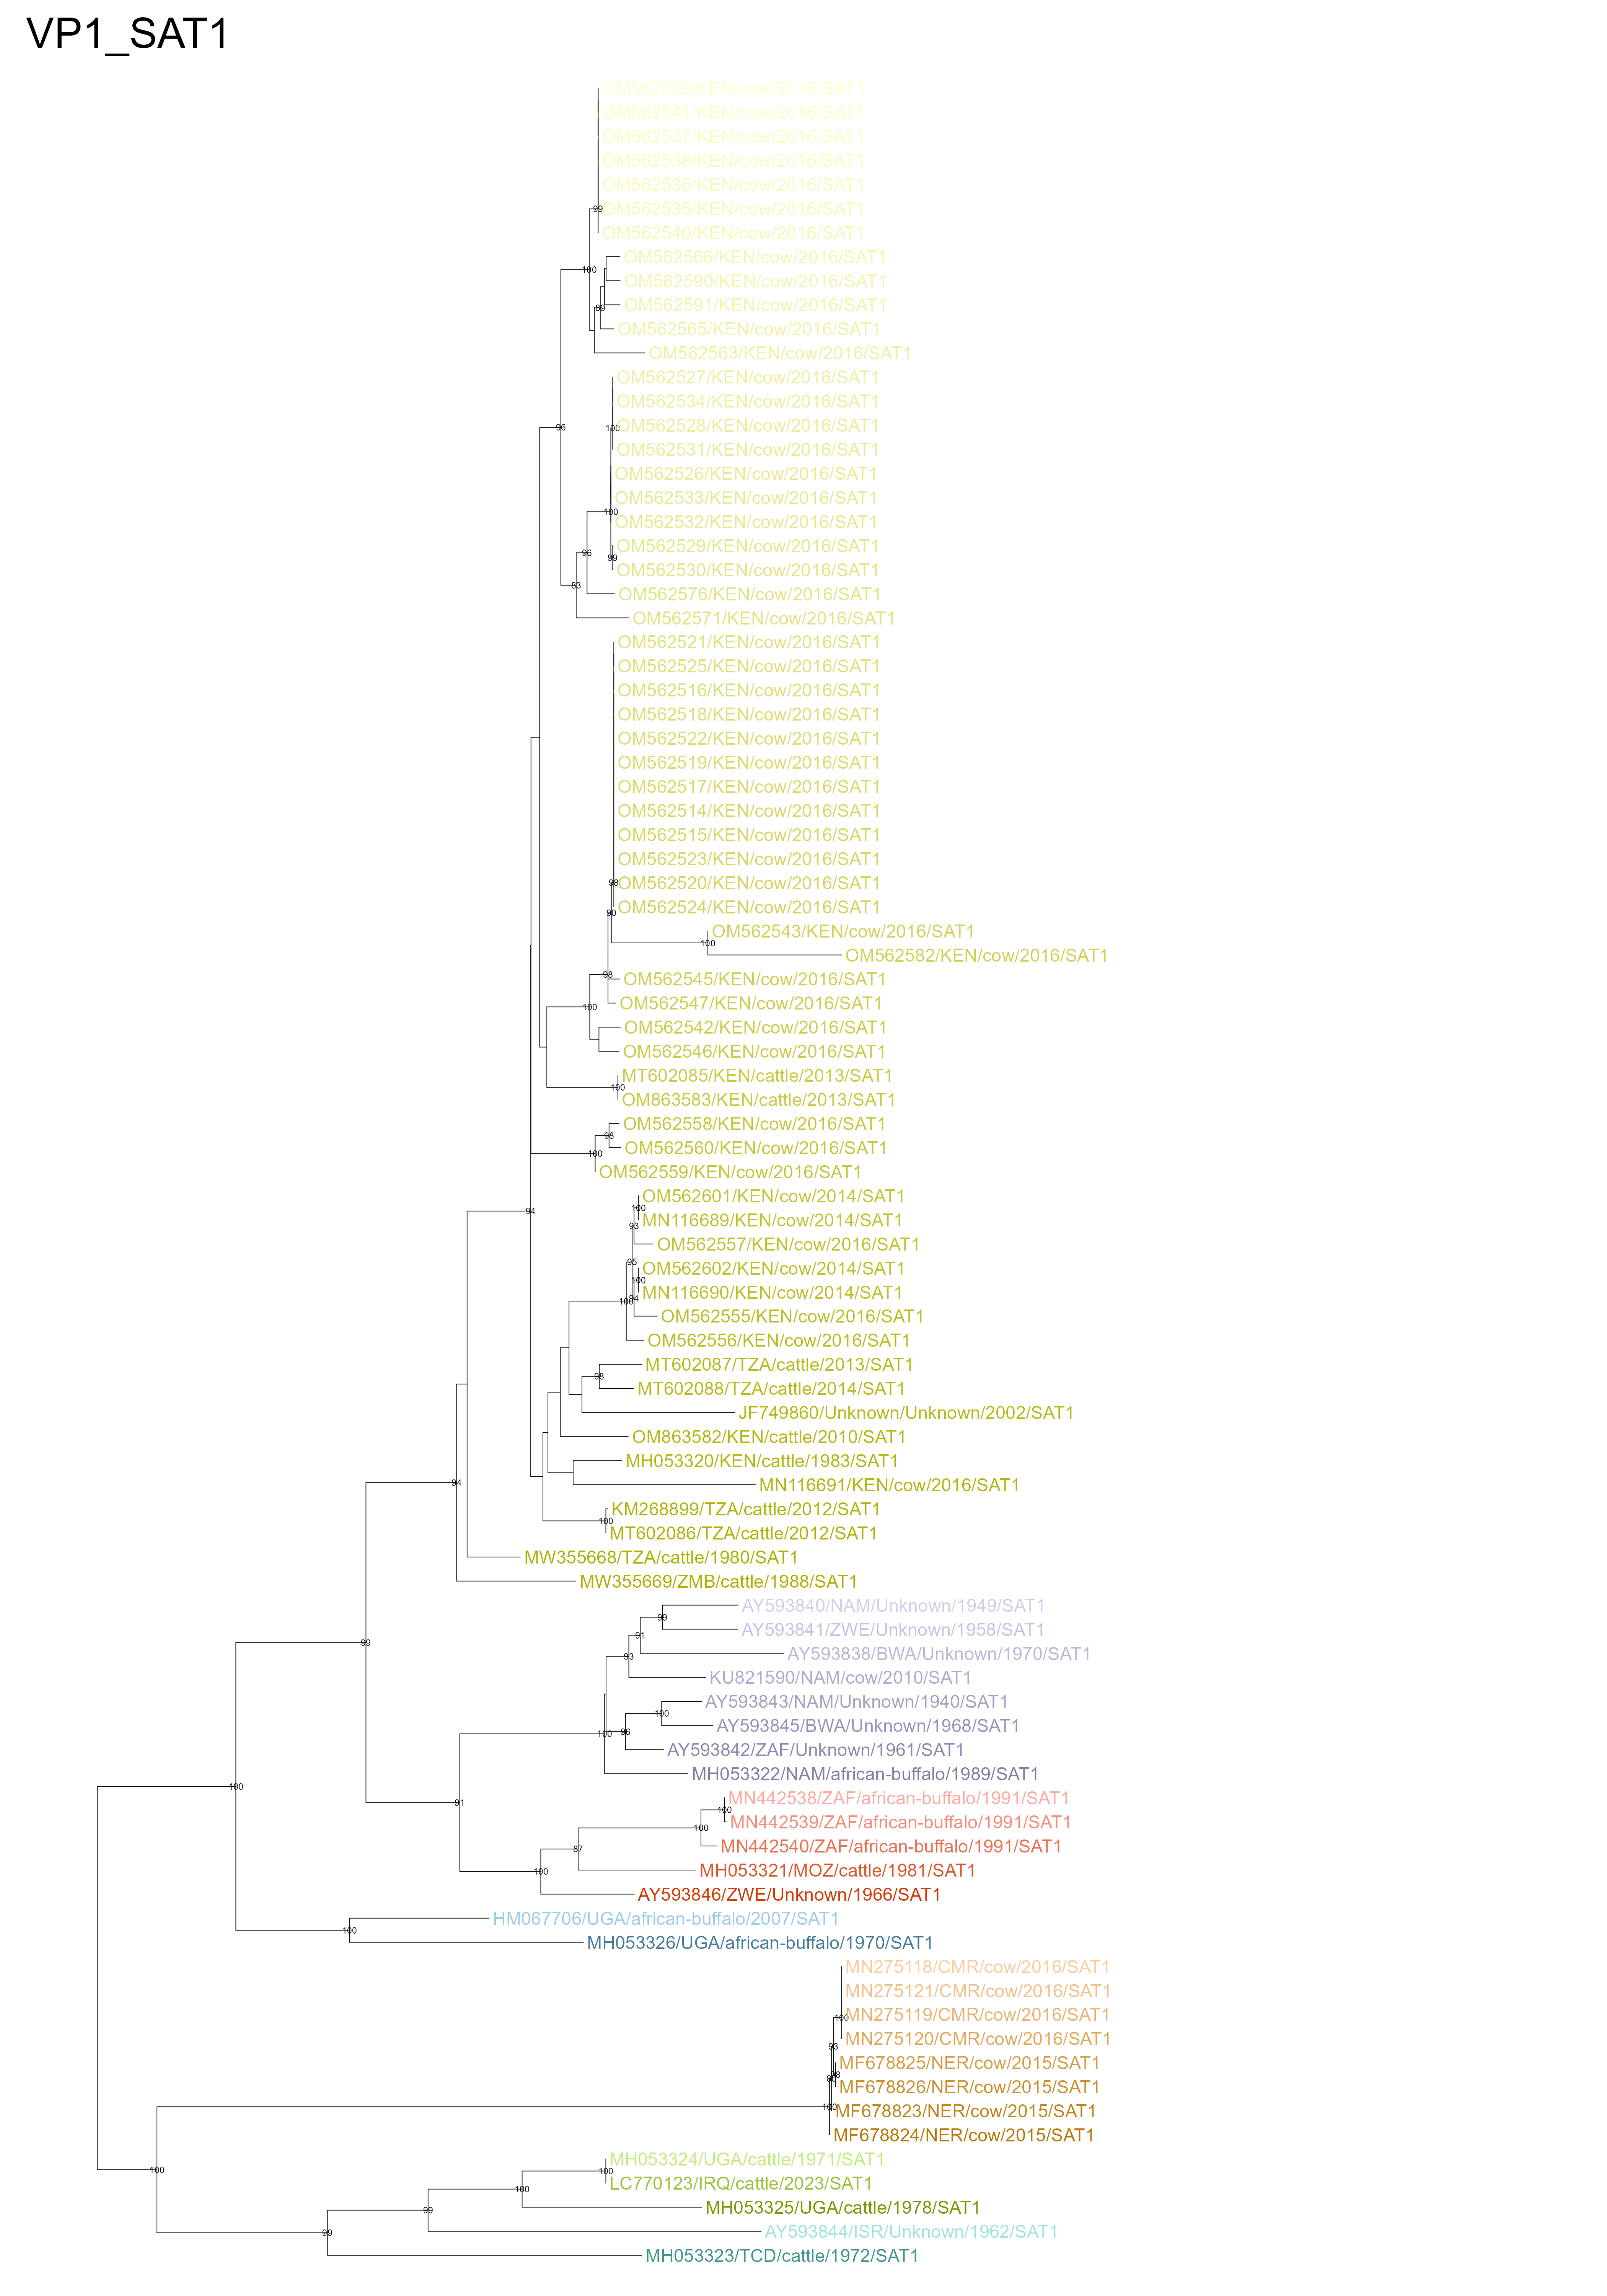 VP1_SAT1
OM562539/KEN/cow/2016/SAT1
OM562541/KEN/cow/2016/SAT1
OM562537/KEN/cow/2016/SAT1
OM562538/KEN/cow/2016/SAT1
OM562536/KEN/cow/2016/SAT1
99
OM562535/KEN/cow/2016/SAT1
OM562540/KEN/cow/2016/SAT1
OM562566/KEN/cow/2016/SAT1
100
OM562590/KEN/cow/2016/SAT1
OM562591/KEN/cow/2016/SAT1
89
OM562565/KEN/cow/2016/SAT1
OM562563/KEN/cow/2016/SAT1
OM562527/KEN/cow/2016/SAT1
OM562534/KEN/cow/2016/SAT1
96
100
OM562528/KEN/cow/2016/SAT1
OM562531/KEN/cow/2016/SAT1
OM562526/KEN/cow/2016/SAT1
OM562533/KEN/cow/2016/SAT1
100
OM562532/KEN/cow/2016/SAT1
OM562529/KEN/cow/2016/SAT1
96
99
OM562530/KEN/cow/2016/SAT1
83
OM562576/KEN/cow/2016/SAT1
OM562571/KEN/cow/2016/SAT1
OM562521/KEN/cow/2016/SAT1
OM562525/KEN/cow/2016/SAT1
OM562516/KEN/cow/2016/SAT1
OM562518/KEN/cow/2016/SAT1
OM562522/KEN/cow/2016/SAT1
OM562519/KEN/cow/2016/SAT1
OM562517/KEN/cow/2016/SAT1
OM562514/KEN/cow/2016/SAT1
OM562515/KEN/cow/2016/SAT1
OM562523/KEN/cow/2016/SAT1
98
OM562520/KEN/cow/2016/SAT1
OM562524/KEN/cow/2016/SAT1
90
OM562543/KEN/cow/2016/SAT1
100
OM562582/KEN/cow/2016/SAT1
98
OM562545/KEN/cow/2016/SAT1
OM562547/KEN/cow/2016/SAT1
100
OM562542/KEN/cow/2016/SAT1
OM562546/KEN/cow/2016/SAT1
MT602085/KEN/cattle/2013/SAT1
100
OM863583/KEN/cattle/2013/SAT1
OM562558/KEN/cow/2016/SAT1
98
OM562560/KEN/cow/2016/SAT1
100
OM562559/KEN/cow/2016/SAT1
OM562601/KEN/cow/2014/SAT1
94
100
MN116689/KEN/cow/2014/SAT1
93
OM562557/KEN/cow/2016/SAT1
95
OM562602/KEN/cow/2014/SAT1
100
MN116690/KEN/cow/2014/SAT1
100
94
OM562555/KEN/cow/2016/SAT1
OM562556/KEN/cow/2016/SAT1
MT602087/TZA/cattle/2013/SAT1
98
MT602088/TZA/cattle/2014/SAT1
JF749860/Unknown/Unknown/2002/SAT1
OM863582/KEN/cattle/2010/SAT1
MH053320/KEN/cattle/1983/SAT1
94
MN116691/KEN/cow/2016/SAT1
KM268899/TZA/cattle/2012/SAT1
100
MT602086/TZA/cattle/2012/SAT1
MW355668/TZA/cattle/1980/SAT1
MW355669/ZMB/cattle/1988/SAT1
AY593840/NAM/Unknown/1949/SAT1
99
AY593841/ZWE/Unknown/1958/SAT1
99
91
AY593838/BWA/Unknown/1970/SAT1
93
KU821590/NAM/cow/2010/SAT1
AY593843/NAM/Unknown/1940/SAT1
100
AY593845/BWA/Unknown/1968/SAT1
100
96
AY593842/ZAF/Unknown/1961/SAT1
MH053322/NAM/african-buffalo/1989/SAT1
100
MN442538/ZAF/african-buffalo/1991/SAT1
91
100
MN442539/ZAF/african-buffalo/1991/SAT1
100
MN442540/ZAF/african-buffalo/1991/SAT1
87
MH053321/MOZ/cattle/1981/SAT1
100
AY593846/ZWE/Unknown/1966/SAT1
HM067706/UGA/african-buffalo/2007/SAT1
100
MH053326/UGA/african-buffalo/1970/SAT1
MN275118/CMR/cow/2016/SAT1
MN275121/CMR/cow/2016/SAT1
100
MN275119/CMR/cow/2016/SAT1
MN275120/CMR/cow/2016/SAT1
93
MF678825/NER/cow/2015/SAT1
MF678826/NER/cow/2015/SAT1
100
MF678823/NER/cow/2015/SAT1
MF678824/NER/cow/2015/SAT1
MH053324/UGA/cattle/1971/SAT1
100
100
LC770123/IRQ/cattle/2023/SAT1
100
MH053325/UGA/cattle/1978/SAT1
99
AY593844/ISR/Unknown/1962/SAT1
99
MH053323/TCD/cattle/1972/SAT1